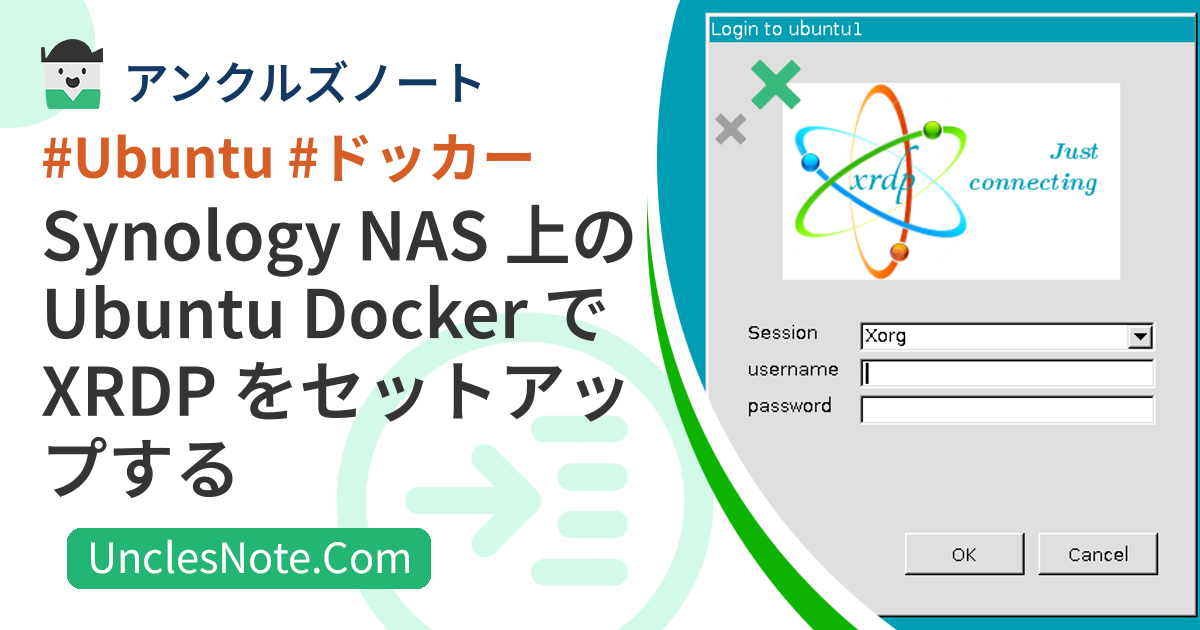 アンクルズノート
#Ubuntu #ドッカー
Synology NAS 上の
Ubuntu Docker で
XRDP をセットアッ
プする
UnclesNote.Com
Login to ubuntu1
xrdp
Just
connecting
Session
Xorg
username
password
OK
Cancel